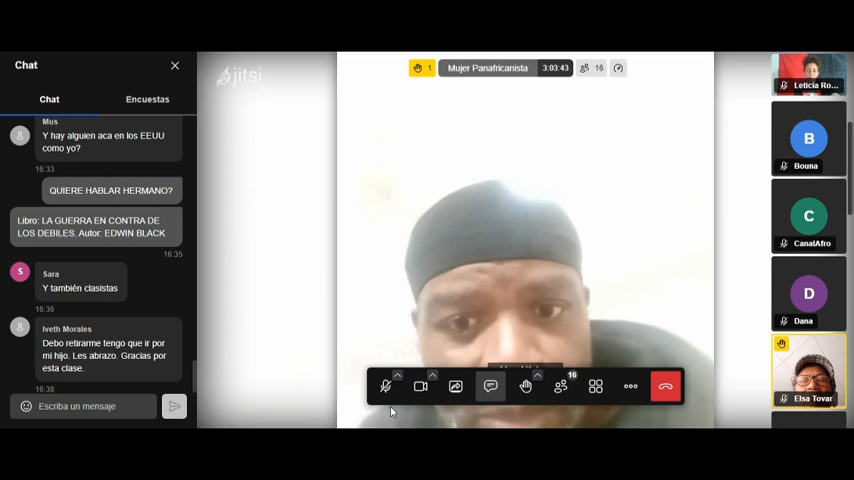 Chat
Chat
Encuestas
Mus
Y hay alguien aca en los EEUU
como yo?
16:33
QUIERE HABLAR HERMANO?
Libro: LA GUERRA EN CONTRA DE
LOS DEBILES. Autor: EDWIN BLACK
16:35
S
Sara
Y también clasistas
16:36
Iveth Morales
Debo retirarme tengo que ir por
mi hijo. Les abrazo. Gracias por
esta clase.
16:38
Escriba un mensaje
jitsi
1
Mujer Panafricanista
3:03:43
16
16
Leticia Ro...
B
Bouna
C
CanalAfro
D
Dana
Elsa Tovar